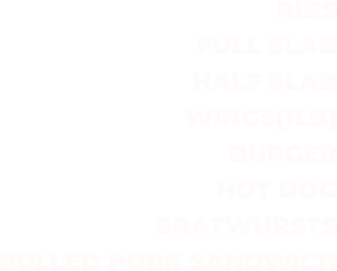 RIBS
FULL SLAB
HALF SLAB
WINGS(1LB)
BURGER
HOT DOG
BRATWURSTS
PULLED PORK SANDWICH